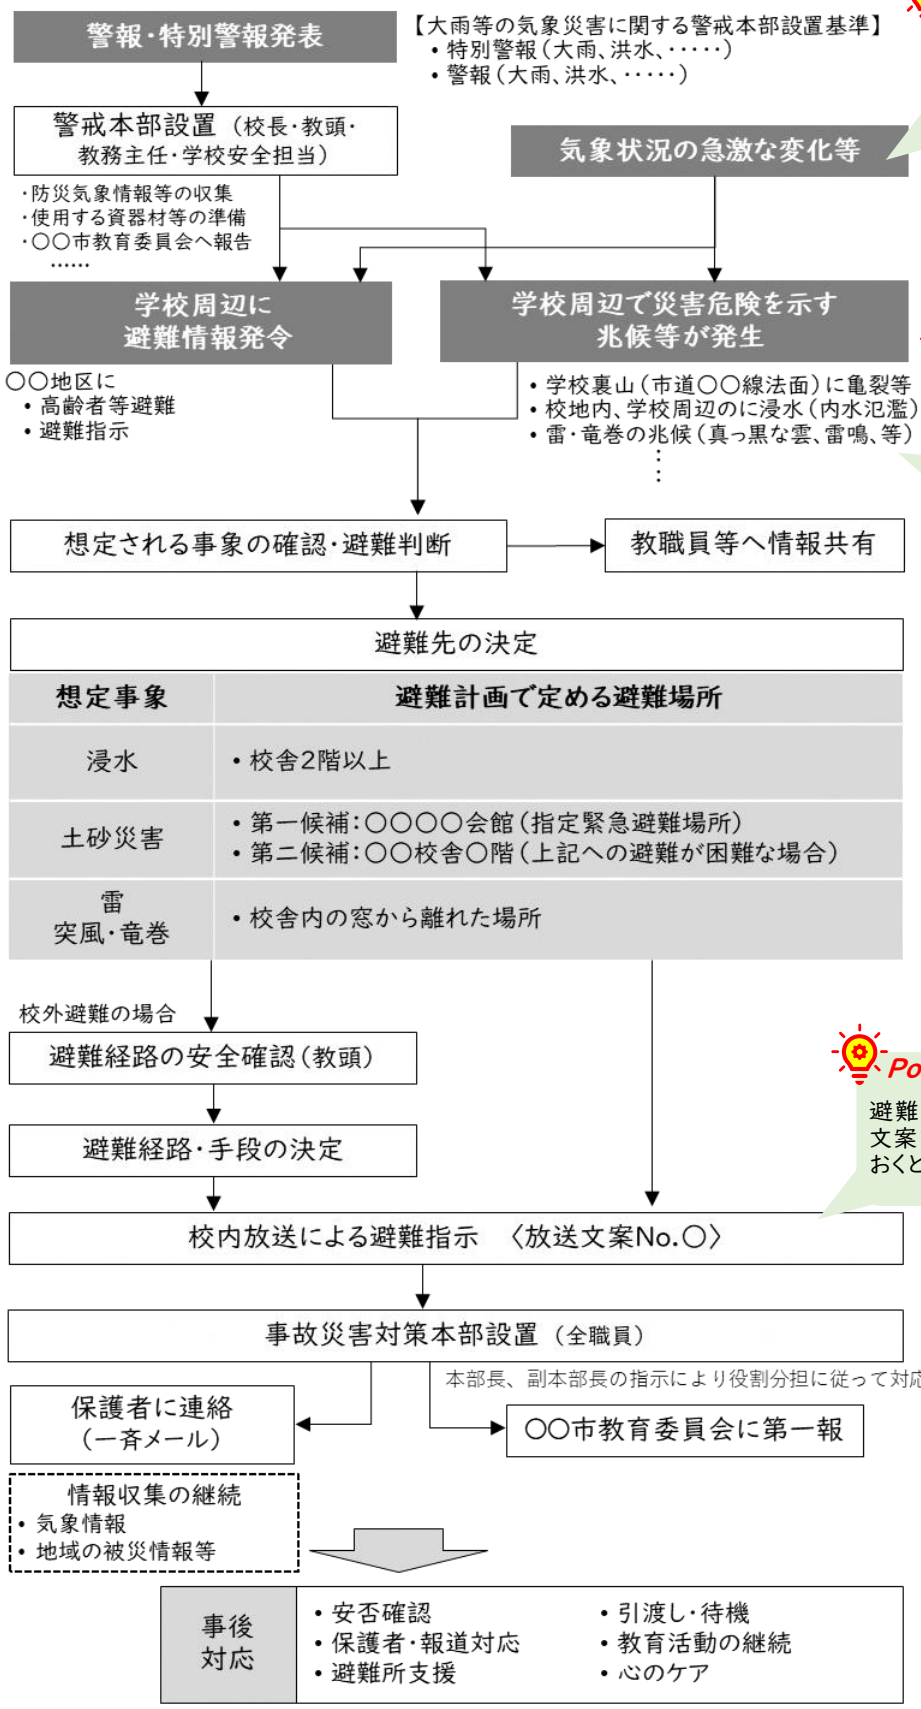 警報・特別警報発表
【大雨等の気象災害に関する警戒本部設置基準】
• 特別警報（大雨、洪水、・・・・・）
• 警報（大雨、洪水、・・・・・）
警戒本部設置（校長・教頭・
教務主任・学校安全担当）
気象状況の急激な変化等
・防災気象情報等の収集
・使用する資器材等の準備
・〇〇市教育委員会へ報告
……
学校周辺に
避難情報発令
学校周辺で災害危険を示す
兆候等が発生
〇〇地区に
• 高齢者等避難
• 避難指示
• 学校裏山（市道〇〇線法面）に亀裂等
• 校地内、学校周辺のに浸水（内水氾濫）
• 雷・竜巻の兆候（真っ黒な雲、雷鳴、等）
⋮
想定される事象の確認・避難判断
教職員等へ情報共有
避難先の決定
想定事象
避難計画で定める避難場所
浸水
• 校舎2階以上
土砂災害
• 第一候補：〇〇〇〇会館（指定緊急避難場所）
• 第二候補：〇〇校舎〇階（上記への避難が困難な場合）
雷
突風・竜巻
• 校舎内の窓から離れた場所
校外避難の場合
避難経路の安全確認（教頭）
Po
避難
文案
おくと
避難経路・手段の決定
校内放送による避難指示　〈放送文案No.〇〉
事故災害対策本部設置（全職員）
本部長、副本部長の指示により役割分担に従って対応
保護者に連絡
（一斉メール）
〇〇市教育委員会に第一報
情報収集の継続
• 気象情報
• 地域の被災情報等
事後
対応
• 安否確認
• 保護者・報道対応
• 避難所支援
• 引渡し・待機
• 教育活動の継続
• 心のケア